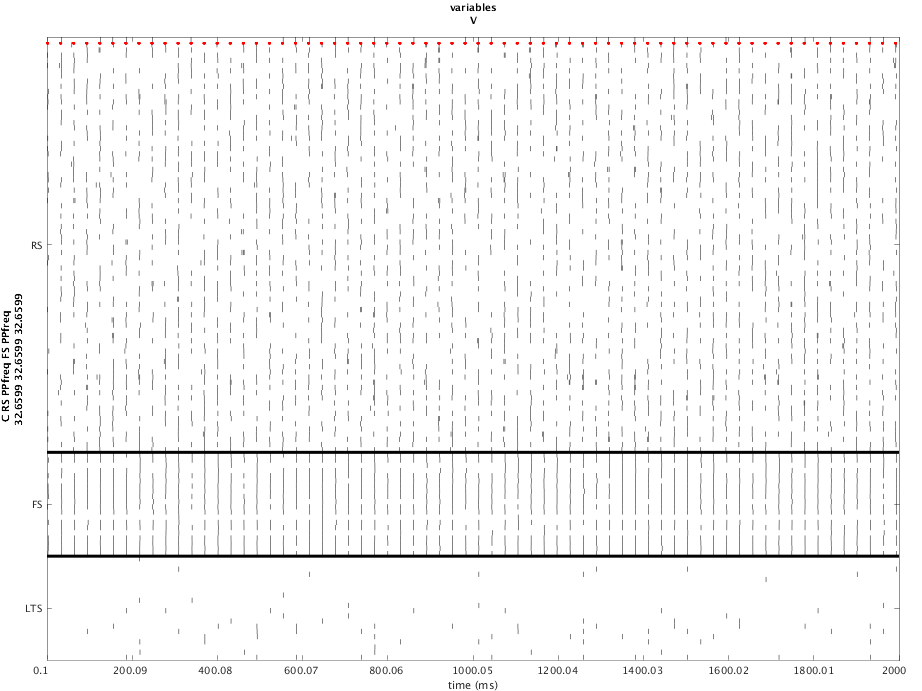 variables
V
C RS PPfreq FS PPfreq
32.6599 32.6599 32.6599
RS
FS
LTS
0.1 200.09 400.08 600.07 800.06 1000.05 1200.04 1400.03 1600.02 1800.01 2000
time (ms)